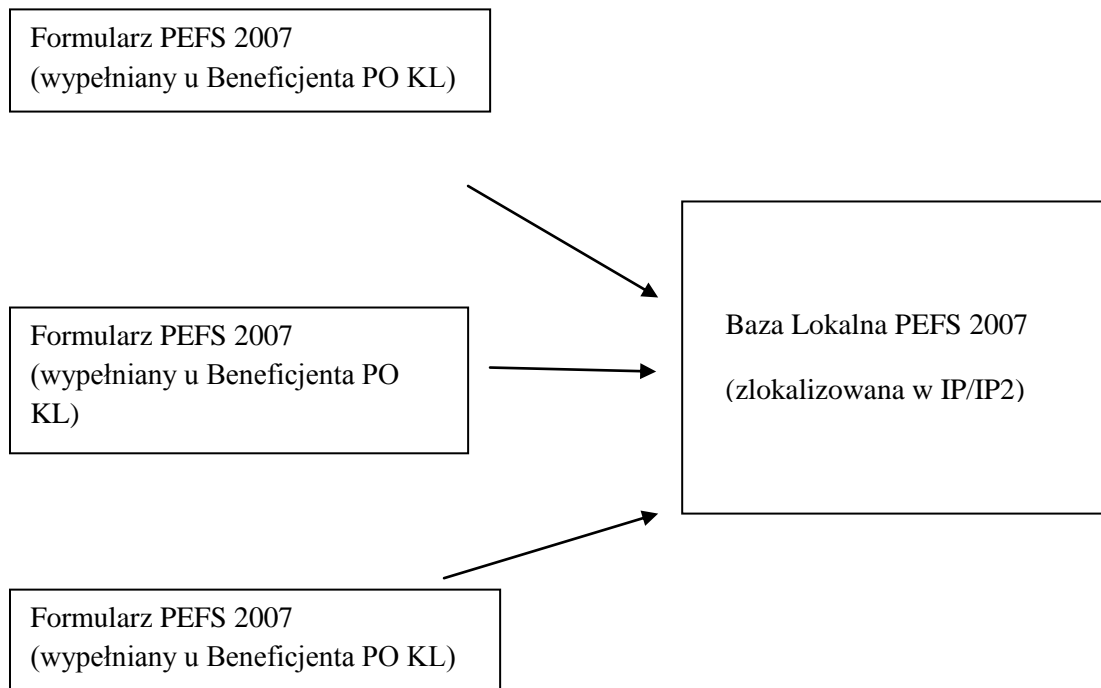 Formularz PEFS 2007
(wypełniany u Beneficjenta PO KL)
Formularz PEFS 2007
(wypełniany u Beneficjenta PO
KL)
Baza Lokalna PEFS 2007
(zlokalizowana w IP/IP2)
Formularz PEFS 2007
(wypełniany u Beneficjenta PO KL)